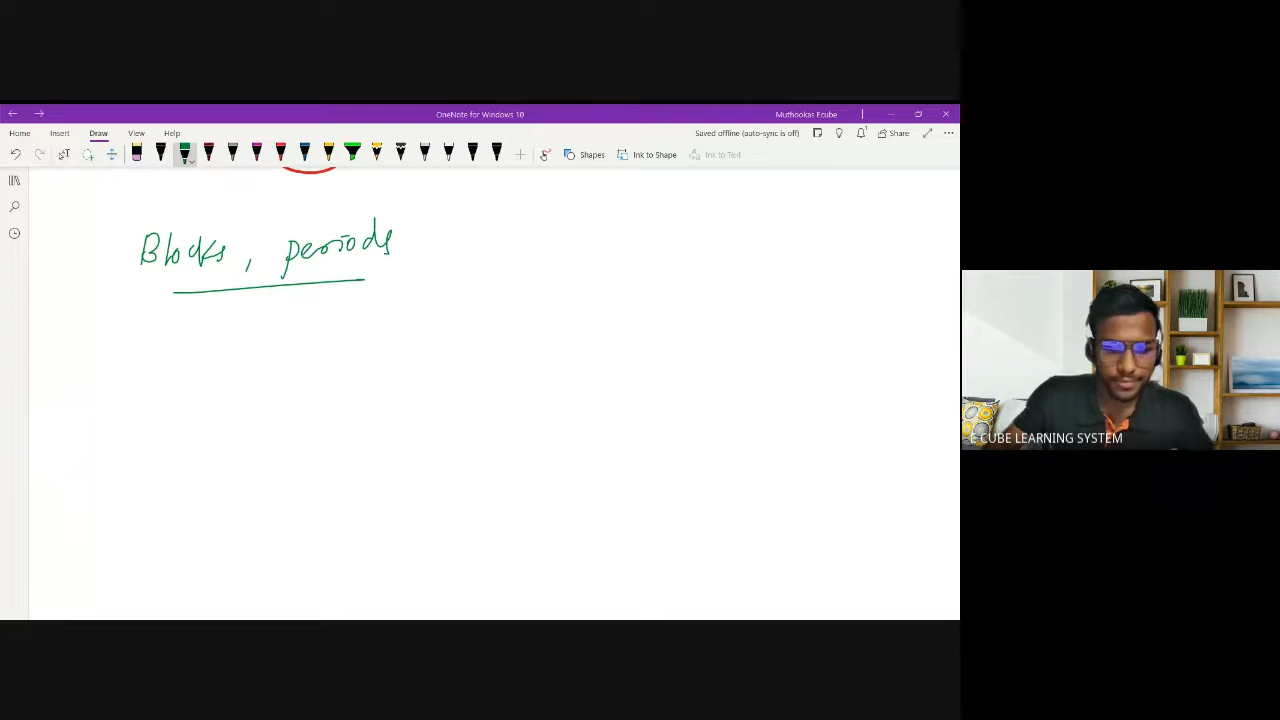 OneNote for Windows 10
Muthookas Ecube
Home Insert Draw View Help
Saved offline (auto-sync is off)
Share
Shapes
Ink to Shape
Ink to Text
Blocks, periods
E CUBE LEARNING SYSTEM